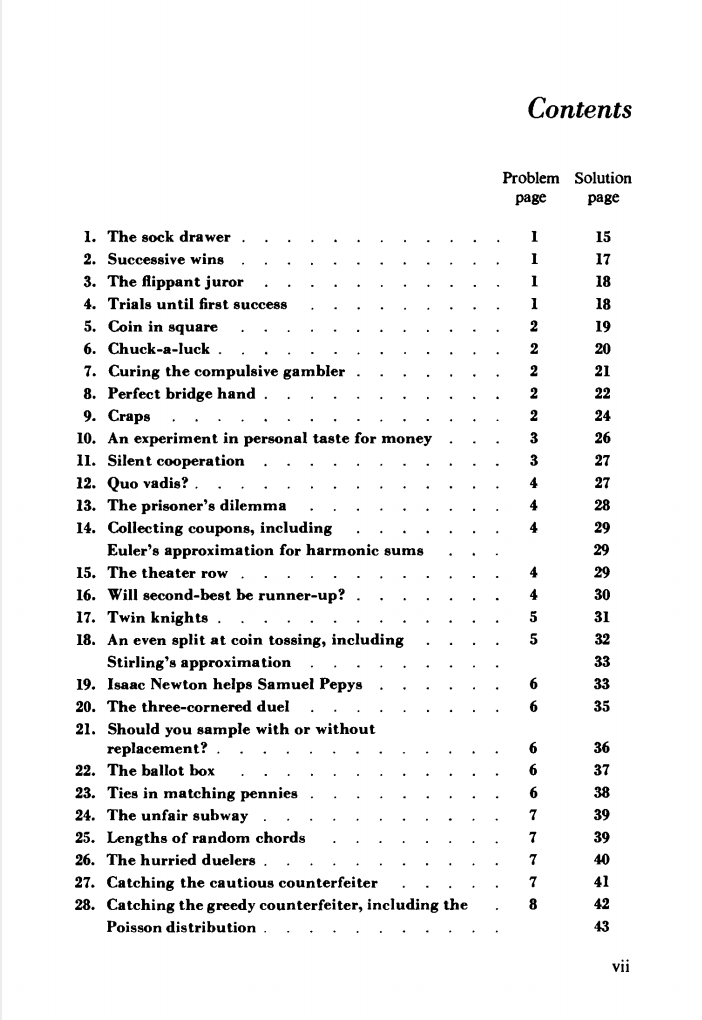 Contents
Problem Solution
page page
1. The sock drawer . . . . . . . . . . . . 1 15
2. Successive wins . . . . . . . . . . . . 1 17
3. The flippant juror . . . . . . . . . . . 1 18
4. Trials until first success . . . . . . . . . 1 18
5. Coin in square . . . . . . . . . . . . 2 19
6. Chuck-a-luck . . . . . . . . . . . . . 2 20
7. Curing the compulsive gambler . . . . . . . 2 21
8. Perfect bridge hand . . . . . . . . . . . 2 22
9. Craps . . . . . . . . . . . . . . . 2 24
10. An experiment in personal taste for money . . . 3 26
11. Silent cooperation . . . . . . . . . . . 3 27
12. Quo vadis? . . . . . . . . . . . . . . 4 27
13. The prisoner's dilemma . . . . . . . . . 4 28
14. Collecting coupons, including . . . . . . . 4 29
Euler's approximation for harmonic sums . . . 29
15. The theater row . . . . . . . . . . . . 4 29
16. Will second-best be runner-up? . . . . . . . 4 30
17. Twin knights . . . . . . . . . . . . . 5 31
18. An even split at coin tossing, including . . . . 5 32
Stirling's approximation . . . . . . . . . 33
19. Isaac Newton helps Samuel Pepys . . . . . . 6 33
20. The three-cornered duel . . . . . . . . . 6 35
21. Should you sample with or without
replacement? . . . . . . . . . . . . . 6 36
22. The ballot box . . . . . . . . . . . . 6 37
23. Ties in matching pennies . . . . . . . . . 6 38
24. The unfair subway . . . . . . . . . . . 7 39
25. Lengths of random chords . . . . . . . . 7 39
26. The hurried duelers . . . . . . . . . . . 7 40
27. Catching the cautious counterfeiter . . . . . 7 41
28. Catching the greedy counterfeiter, including the . 8 42
Poisson distribution . . . . . . . . . . . 43
vii